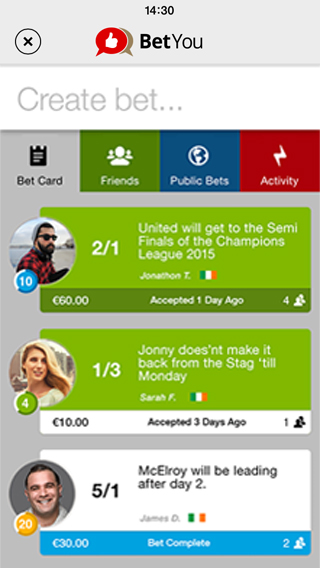 14:30
BetYou
Create bet...
Bet Card
Friends
Public Bets
Activity
United will get to the Semi
Finals of the Champions
League 2015
2/1
Jonathon T.
10
€60.00
Accepted 1 Day Ago
4
Jonny does'nt make it
back from the Stag 'till
Monday
1/3
Sarah F.
4
€10.00
Accepted 3 Days Ago
1
McElroy will be leading
after day 2.
5/1
James D.
20
€30.00
Bet Complete
2